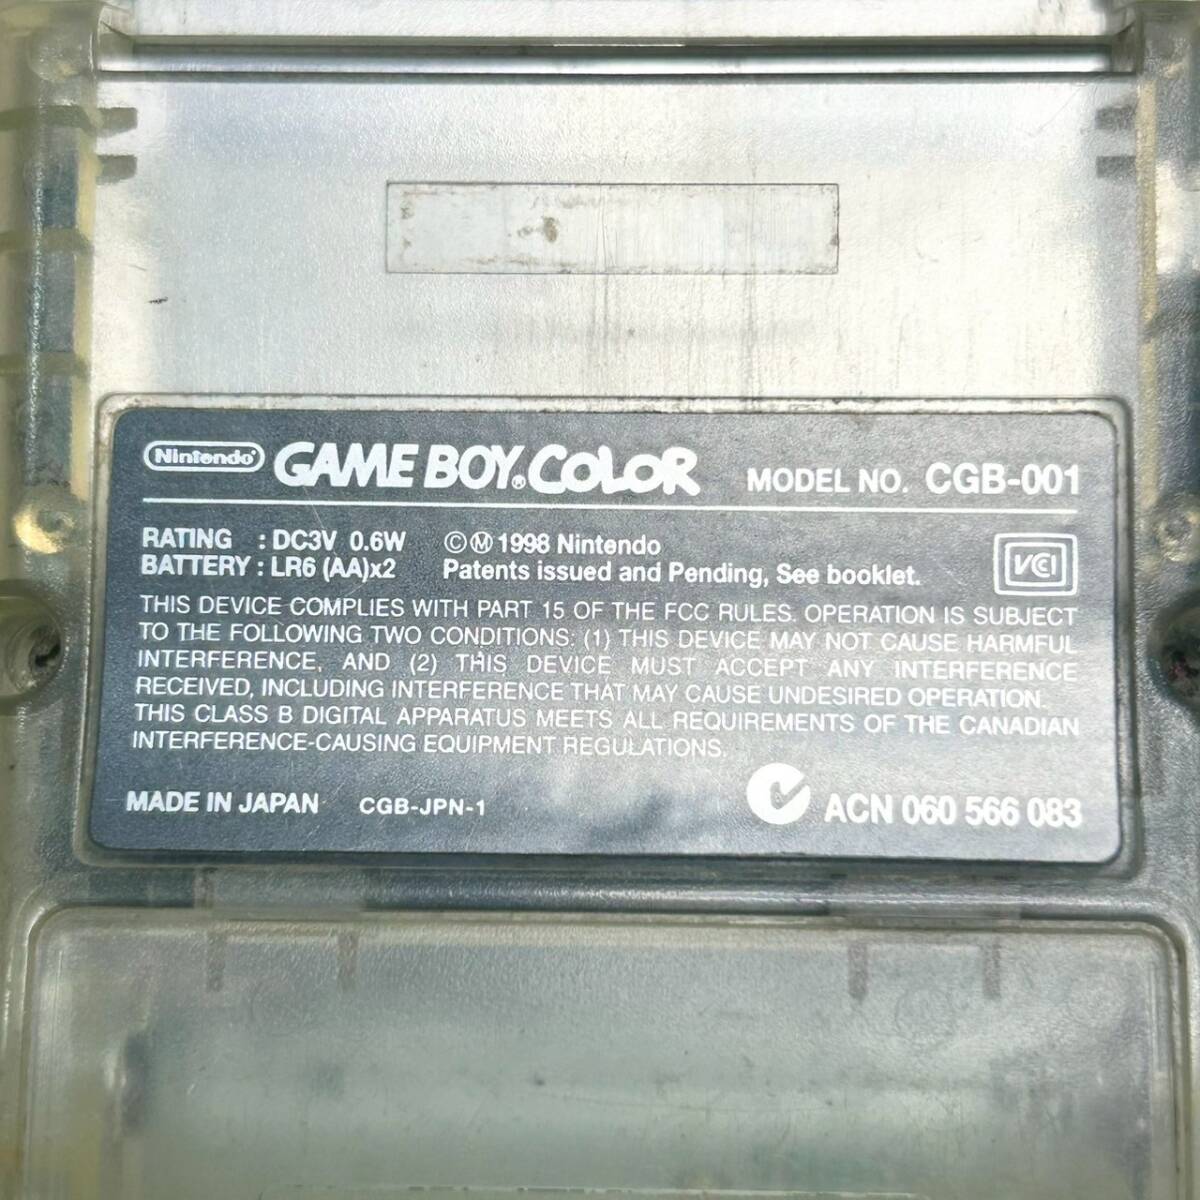 Nintendo® GAME BOY® COLOR MODEL NO. CGB-001
RATING : DC3V 0.6W ©Ⓜ 1998 Nintendo
BATTERY : LR6 (AA)x2 Patents issued and Pending, See booklet.
VCI
THIS DEVICE COMPLIES WITH PART 15 OF THE FCC RULES. OPERATION IS SUBJECT
TO THE FOLLOWING TWO CONDITIONS: (1) THIS DEVICE MAY NOT CAUSE HARMFUL
INTERFERENCE, AND (2) THIS DEVICE MUST ACCEPT ANY INTERFERENCE
RECEIVED, INCLUDING INTERFERENCE THAT MAY CAUSE UNDESIRED OPERATION.
THIS CLASS B DIGITAL APPARATUS MEETS ALL REQUIREMENTS OF THE CANADIAN
INTERFERENCE-CAUSING EQUIPMENT REGULATIONS.
MADE IN JAPAN CGB-JPN-1 ACN 060 566 083